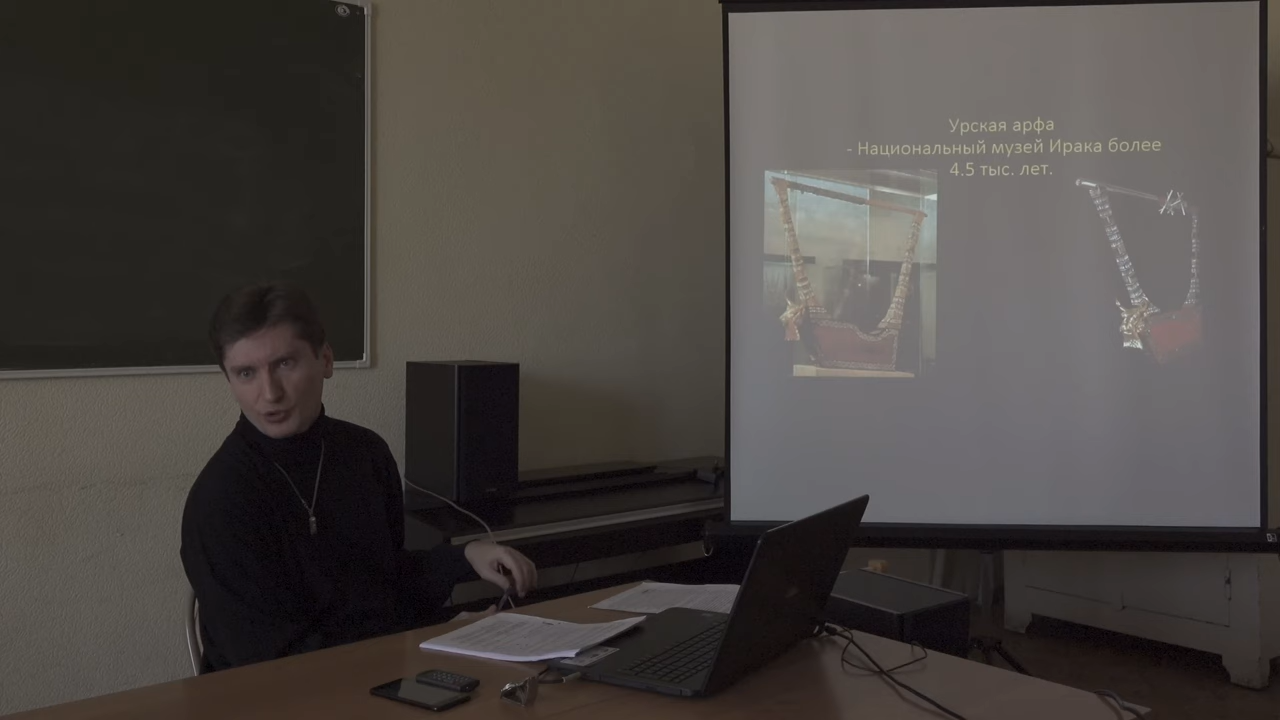 Урская арфа
- Национальный музей Ирака более
4.5 тыс. лет.